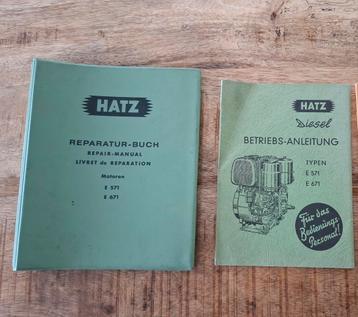 HATZ
REPARATUR-BUCH
REPAIR-MANUAL
LIVRET de REPARATION
Motoren
E 571
E 671
HATZ
Diesel
BETRIEBS-ANLEITUNG
TYPEN
E 571
E 671
Für das
Bedienungs
Personal!